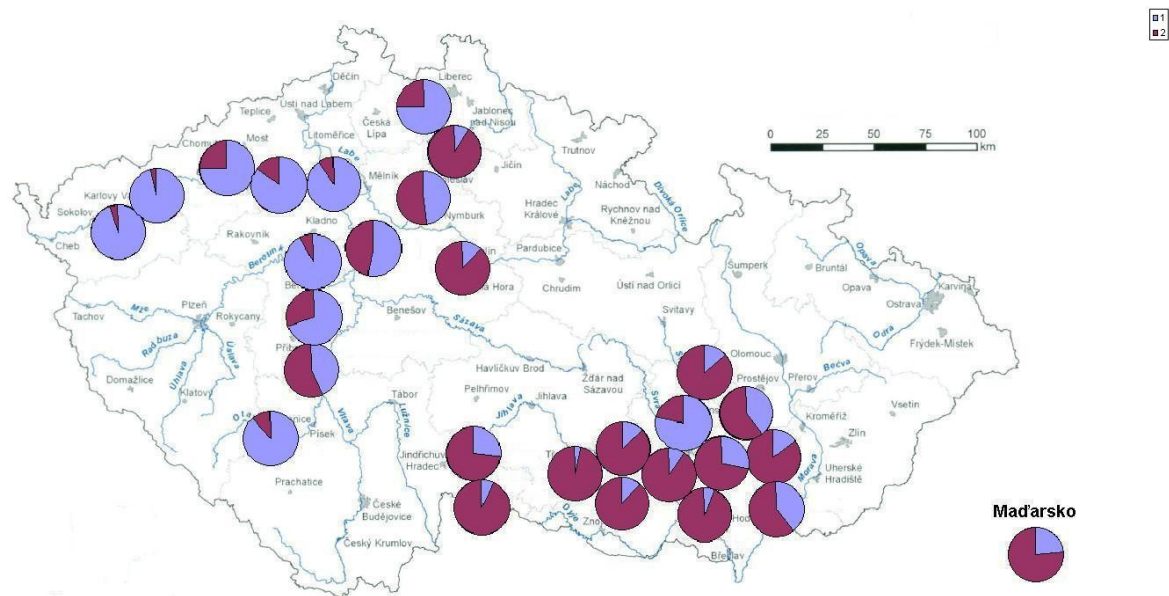 1
2
Děčín
Liberec
Ústí nad Labem
Teplice
Jablonec
nad Nisou
Česká
Lípa
Most
Litoměřice
Trutnov
Labe
Jičín
Mělník
Náchod
Labe
Divoká Orlice
Karlovy
Sokolov
Hradec
Králové
Rychnov nad
Kněžnou
Nymburk
Kladno
Cheb
Rakovník
Pardubice
Opava
Šumperk
Bruntál
Opava
Karviná
Ostrava
Chrudim
Ústí nad Orlicí
Mže
Plzeň
Rokycany
Tachov
Benešov
Sázava
Svitavy
Odra
Frýdek-Místek
Radbuza
Úslava
Úhlava
Olomouc
Bečva
Domažlice
Klatovy
Havlíčkuv Brod
Žďár nad
Sázavou
Prostějov
Přerov
Pelhřimov
Jihlava
Tábor
Jihlava
Vsetín
Lužnice
Vltava
Písek
Svratka
Kroměříž
Zlín
Jindřichuv
Hradec
Morava
Uherské
Hradiště
Prachatice
České
Budějovice
Dyje
Český Krumlov
Břeclav
0 25 50 75 100
km
Maďarsko